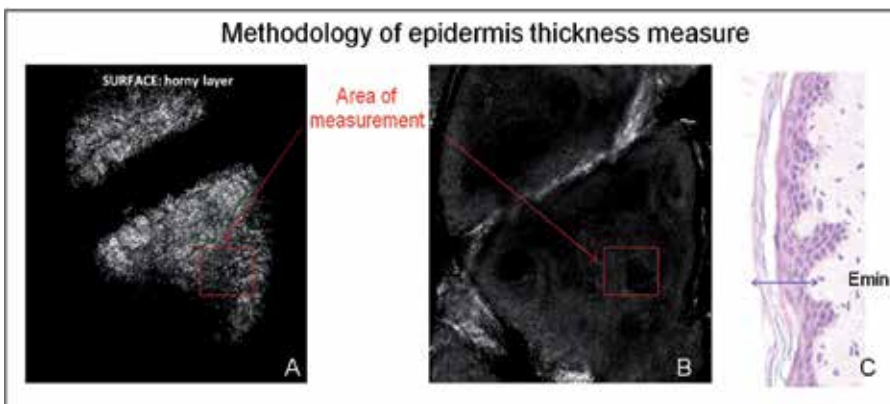 Methodology of epidermis thickness measure
SURFACE: horny layer
Area of
measurement
Emin
A
B
C